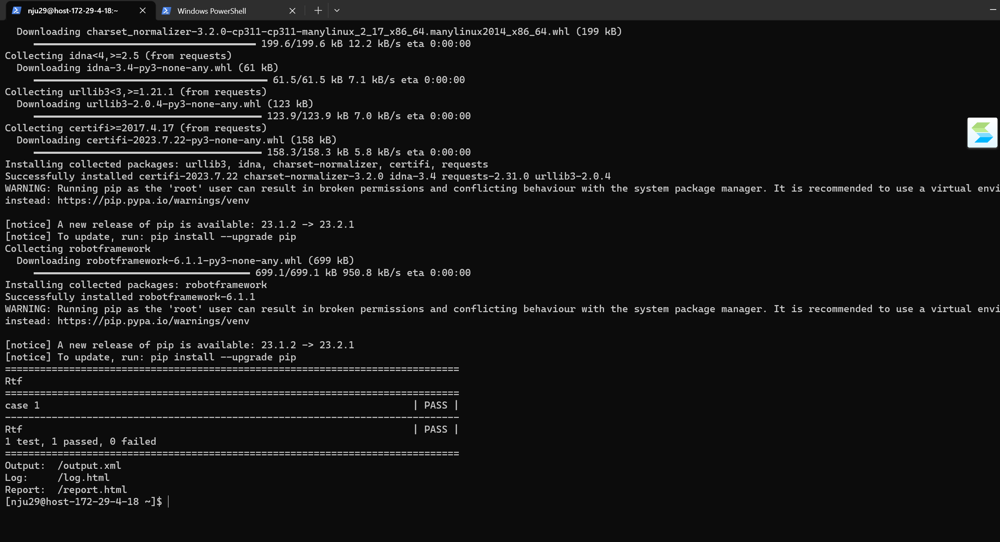 nju29@host-172-29-4-18:~
Windows PowerShell
Downloading charset_normalizer-3.2.0-cp311-cp311-manylinux_2_17_x86_64.manylinux2014_x86_64.whl (199 kB)
199.6/199.6 kB 12.2 kB/s eta 0:00:00
Collecting idna<4,>=2.5 (from requests)
Downloading idna-3.4-py3-none-any.whl (61 kB)
61.5/61.5 kB 7.1 kB/s eta 0:00:00
Collecting urllib3<3,>=1.21.1 (from requests)
Downloading urllib3-2.0.4-py3-none-any.whl (123 kB)
123.9/123.9 kB 7.0 kB/s eta 0:00:00
Collecting certifi>=2017.4.17 (from requests)
Downloading certifi-2023.7.22-py3-none-any.whl (158 kB)
158.3/158.3 kB 5.8 kB/s eta 0:00:00
Installing collected packages: urllib3, idna, charset-normalizer, certifi, requests
Successfully installed certifi-2023.7.22 charset-normalizer-3.2.0 idna-3.4 requests-2.31.0 urllib3-2.0.4
WARNING: Running pip as the 'root' user can result in broken permissions and conflicting behaviour with the system package manager. It is recommended to use a virtual envi
instead: https://pip.pypa.io/warnings/venv
[notice] A new release of pip is available: 23.1.2 -> 23.2.1
[notice] To update, run: pip install --upgrade pip
Collecting robotframework
Downloading robotframework-6.1.1-py3-none-any.whl (699 kB)
699.1/699.1 kB 950.8 kB/s eta 0:00:00
Installing collected packages: robotframework
Successfully installed robotframework-6.1.1
WARNING: Running pip as the 'root' user can result in broken permissions and conflicting behaviour with the system package manager. It is recommended to use a virtual envi
instead: https://pip.pypa.io/warnings/venv
[notice] A new release of pip is available: 23.1.2 -> 23.2.1
[notice] To update, run: pip install --upgrade pip
==============================================================================
Rtf
==============================================================================
case 1 | PASS |
------------------------------------------------------------------------------
Rtf | PASS |
1 test, 1 passed, 0 failed
==============================================================================
Output: /output.xml
Log: /log.html
Report: /report.html
[nju29@host-172-29-4-18 ~]$